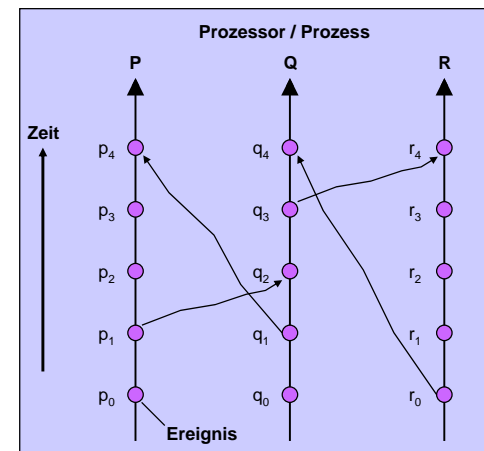 Prozessor / Prozess
P Q R
Zeit
p4 q4 r4
p3 q3 r3
p2 q2 r2
p1 q1 r1
p0 q0 r0
Ereignis